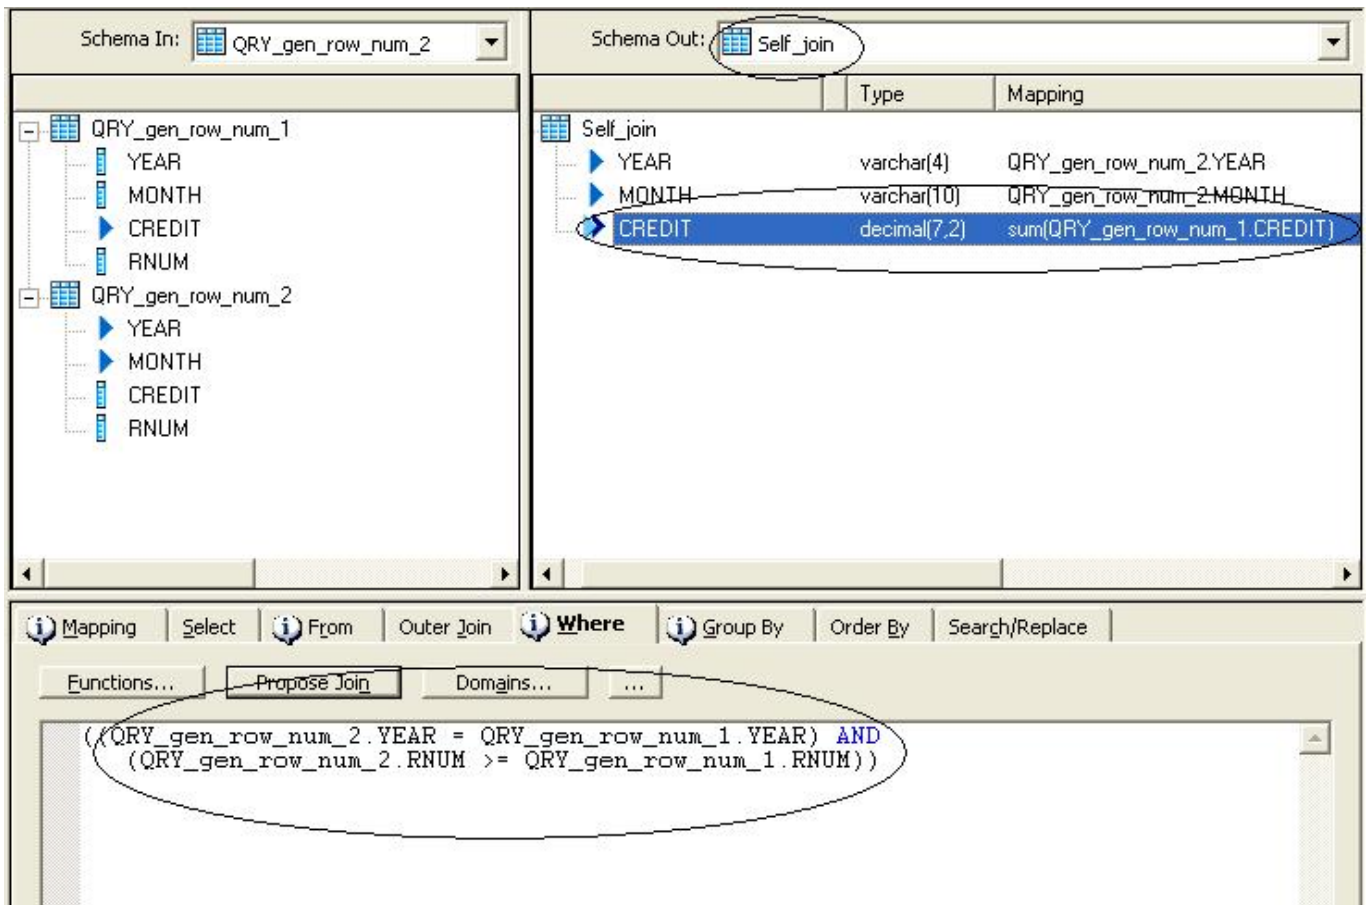 Schema In: QRY_gen_row_num_2
Schema Out: Self_join
Type Mapping
QRY_gen_row_num_1
YEAR
MONTH
CREDIT
RNUM
QRY_gen_row_num_2
YEAR
MONTH
CREDIT
RNUM
Self_join
YEAR varchar(4) QRY_gen_row_num_2.YEAR
MONTH varchar(10) QRY_gen_row_num_2.MONTH
CREDIT decimal(7,2) sum(QRY_gen_row_num_1.CREDIT)
Mapping Select From Outer Join Where Group By Order By Search/Replace
Functions... Propose Join Domains... ...
((QRY_gen_row_num_2.YEAR = QRY_gen_row_num_1.YEAR) AND
(QRY_gen_row_num_2.RNUM >= QRY_gen_row_num_1.RNUM))